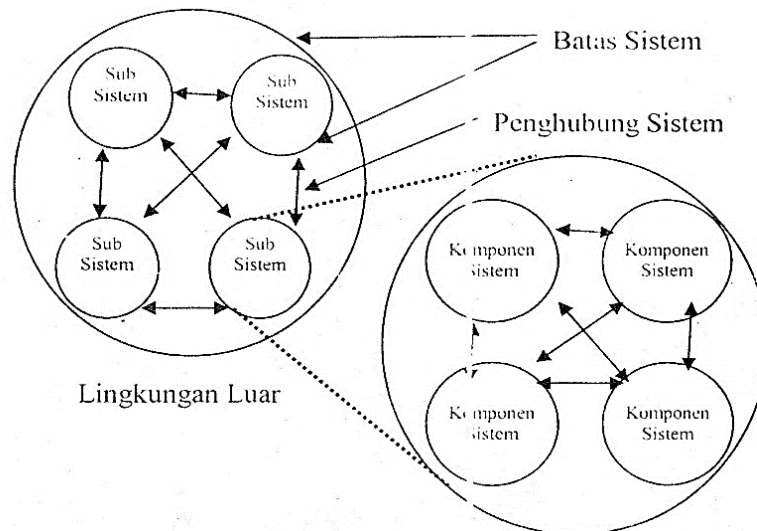 Batas Sistem
Sub
Sistem
Sub
Sistem
Penghubung Sistem
Sub
Sistem
Sub
Sistem
Komponen
Sistem
Komponen
Sistem
Lingkungan Luar
Komponen
Sistem
Komponen
Sistem